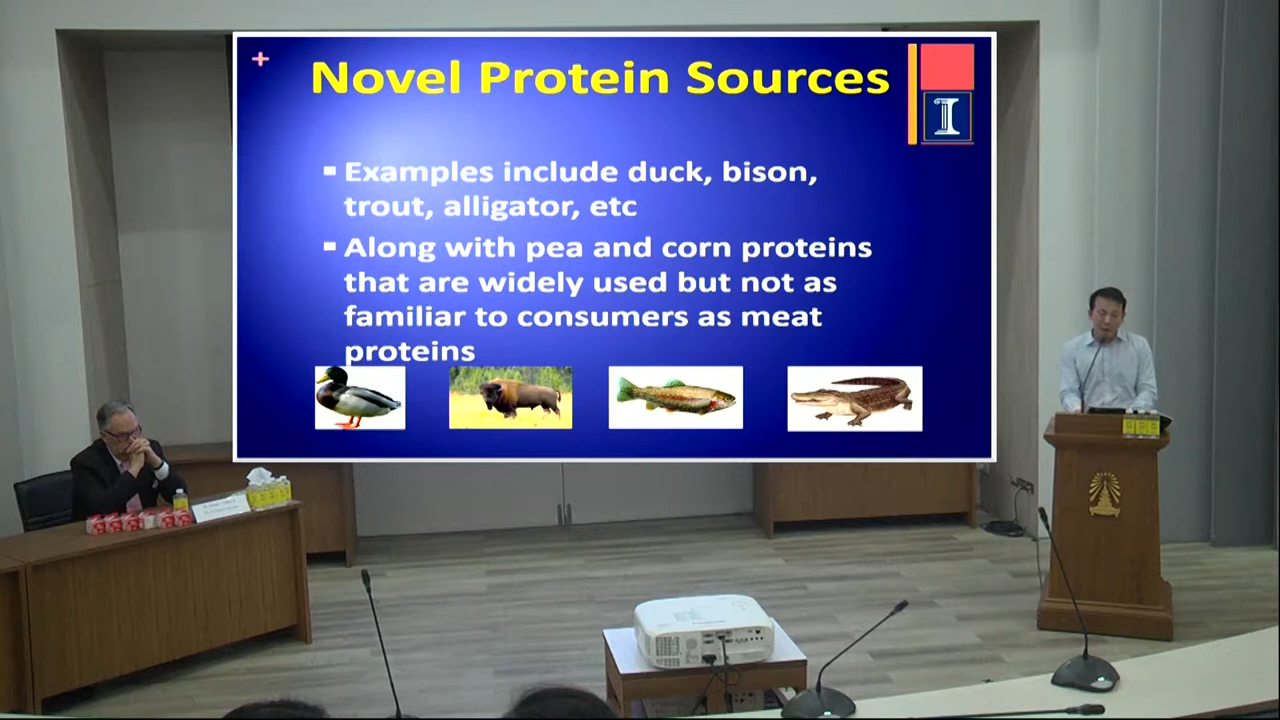 Novel Protein Sources
I
Examples include duck, bison,
trout, alligator, etc
Along with pea and corn proteins
that are widely used but not as
familiar to consumers as meat
proteins